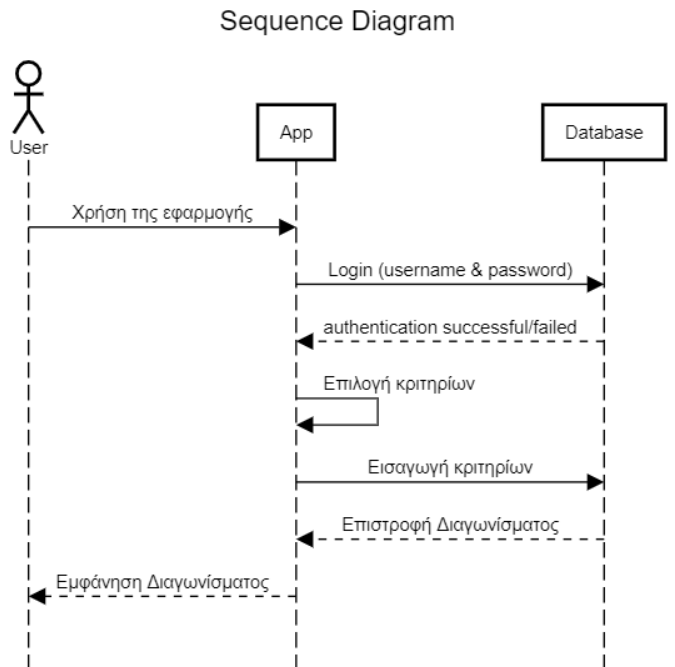 Sequence Diagram
User
App
Database
Χρήση της εφαρμογής
Login (username & password)
authentication successful/failed
Επιλογή κριτηρίων
Εισαγωγή κριτηρίων
Επιστροφή Διαγωνίσματος
Εμφάνηση Διαγωνίσματος